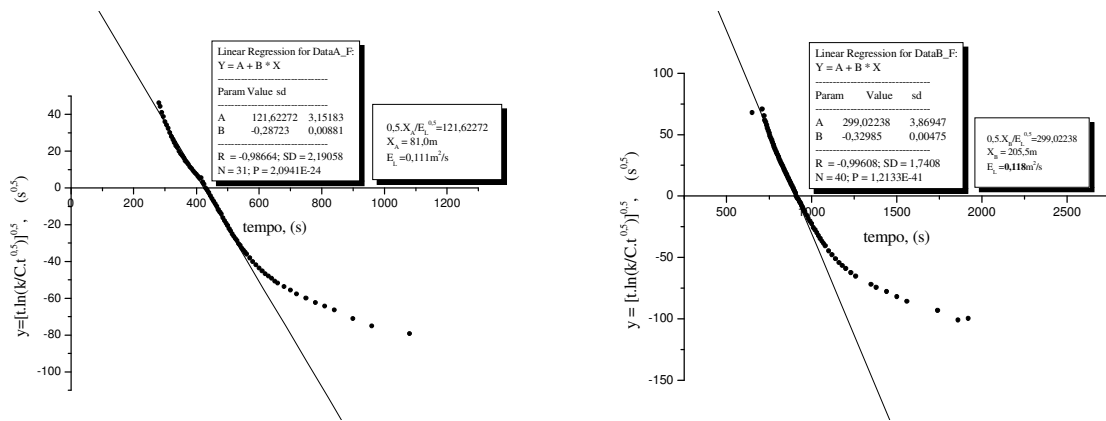 Linear Regression for DataA_F:
Y = A + B * X
Param Value sd
A 121,62272 3,15183
B -0,28723 0,00881
R = -0,98664; SD = 2,19058
N = 31; P = 2,0941E-24
0,5.X_A/E_L^0,5=121,62272
X_A = 81,0m
E_L=0,111m²/s
40
20
0
-20
-40
-60
-80
-100
0 200 400 600 800 1000 1200
tempo, (s)
y=[t.ln(k/C.t^0,5)]^0,5, (s^0,5)
Linear Regression for DataB_F:
Y = A + B * X
Param Value sd
A 299,02238 3,86947
B -0,32985 0,00475
R = -0,99608; SD = 1,7408
N = 40; P = 1,2133E-41
0,5.X_B/E_L^0,5=299,02238
X_B = 205,5m
E_L=0,118m²/s
100
50
0
-50
-100
-150
500 1000 1500 2000 2500
tempo, (s)
y = [t.ln(k/C.t^0,5)]^0,5, (s^0,5)